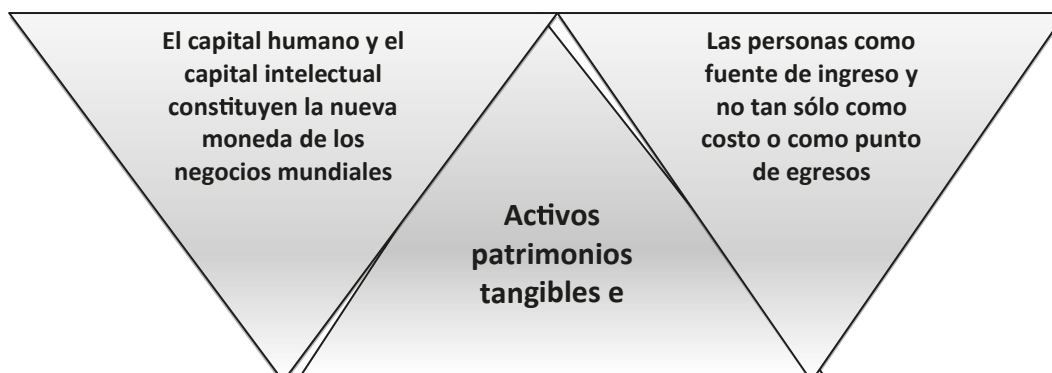 El capital humano y el
capital intelectual
constituyen la nueva
moneda de los
negocios mundiales
Las personas como
fuente de ingreso y
no tan sólo como
costo o como punto
de egresos
Activos
patrimonios
tangibles e